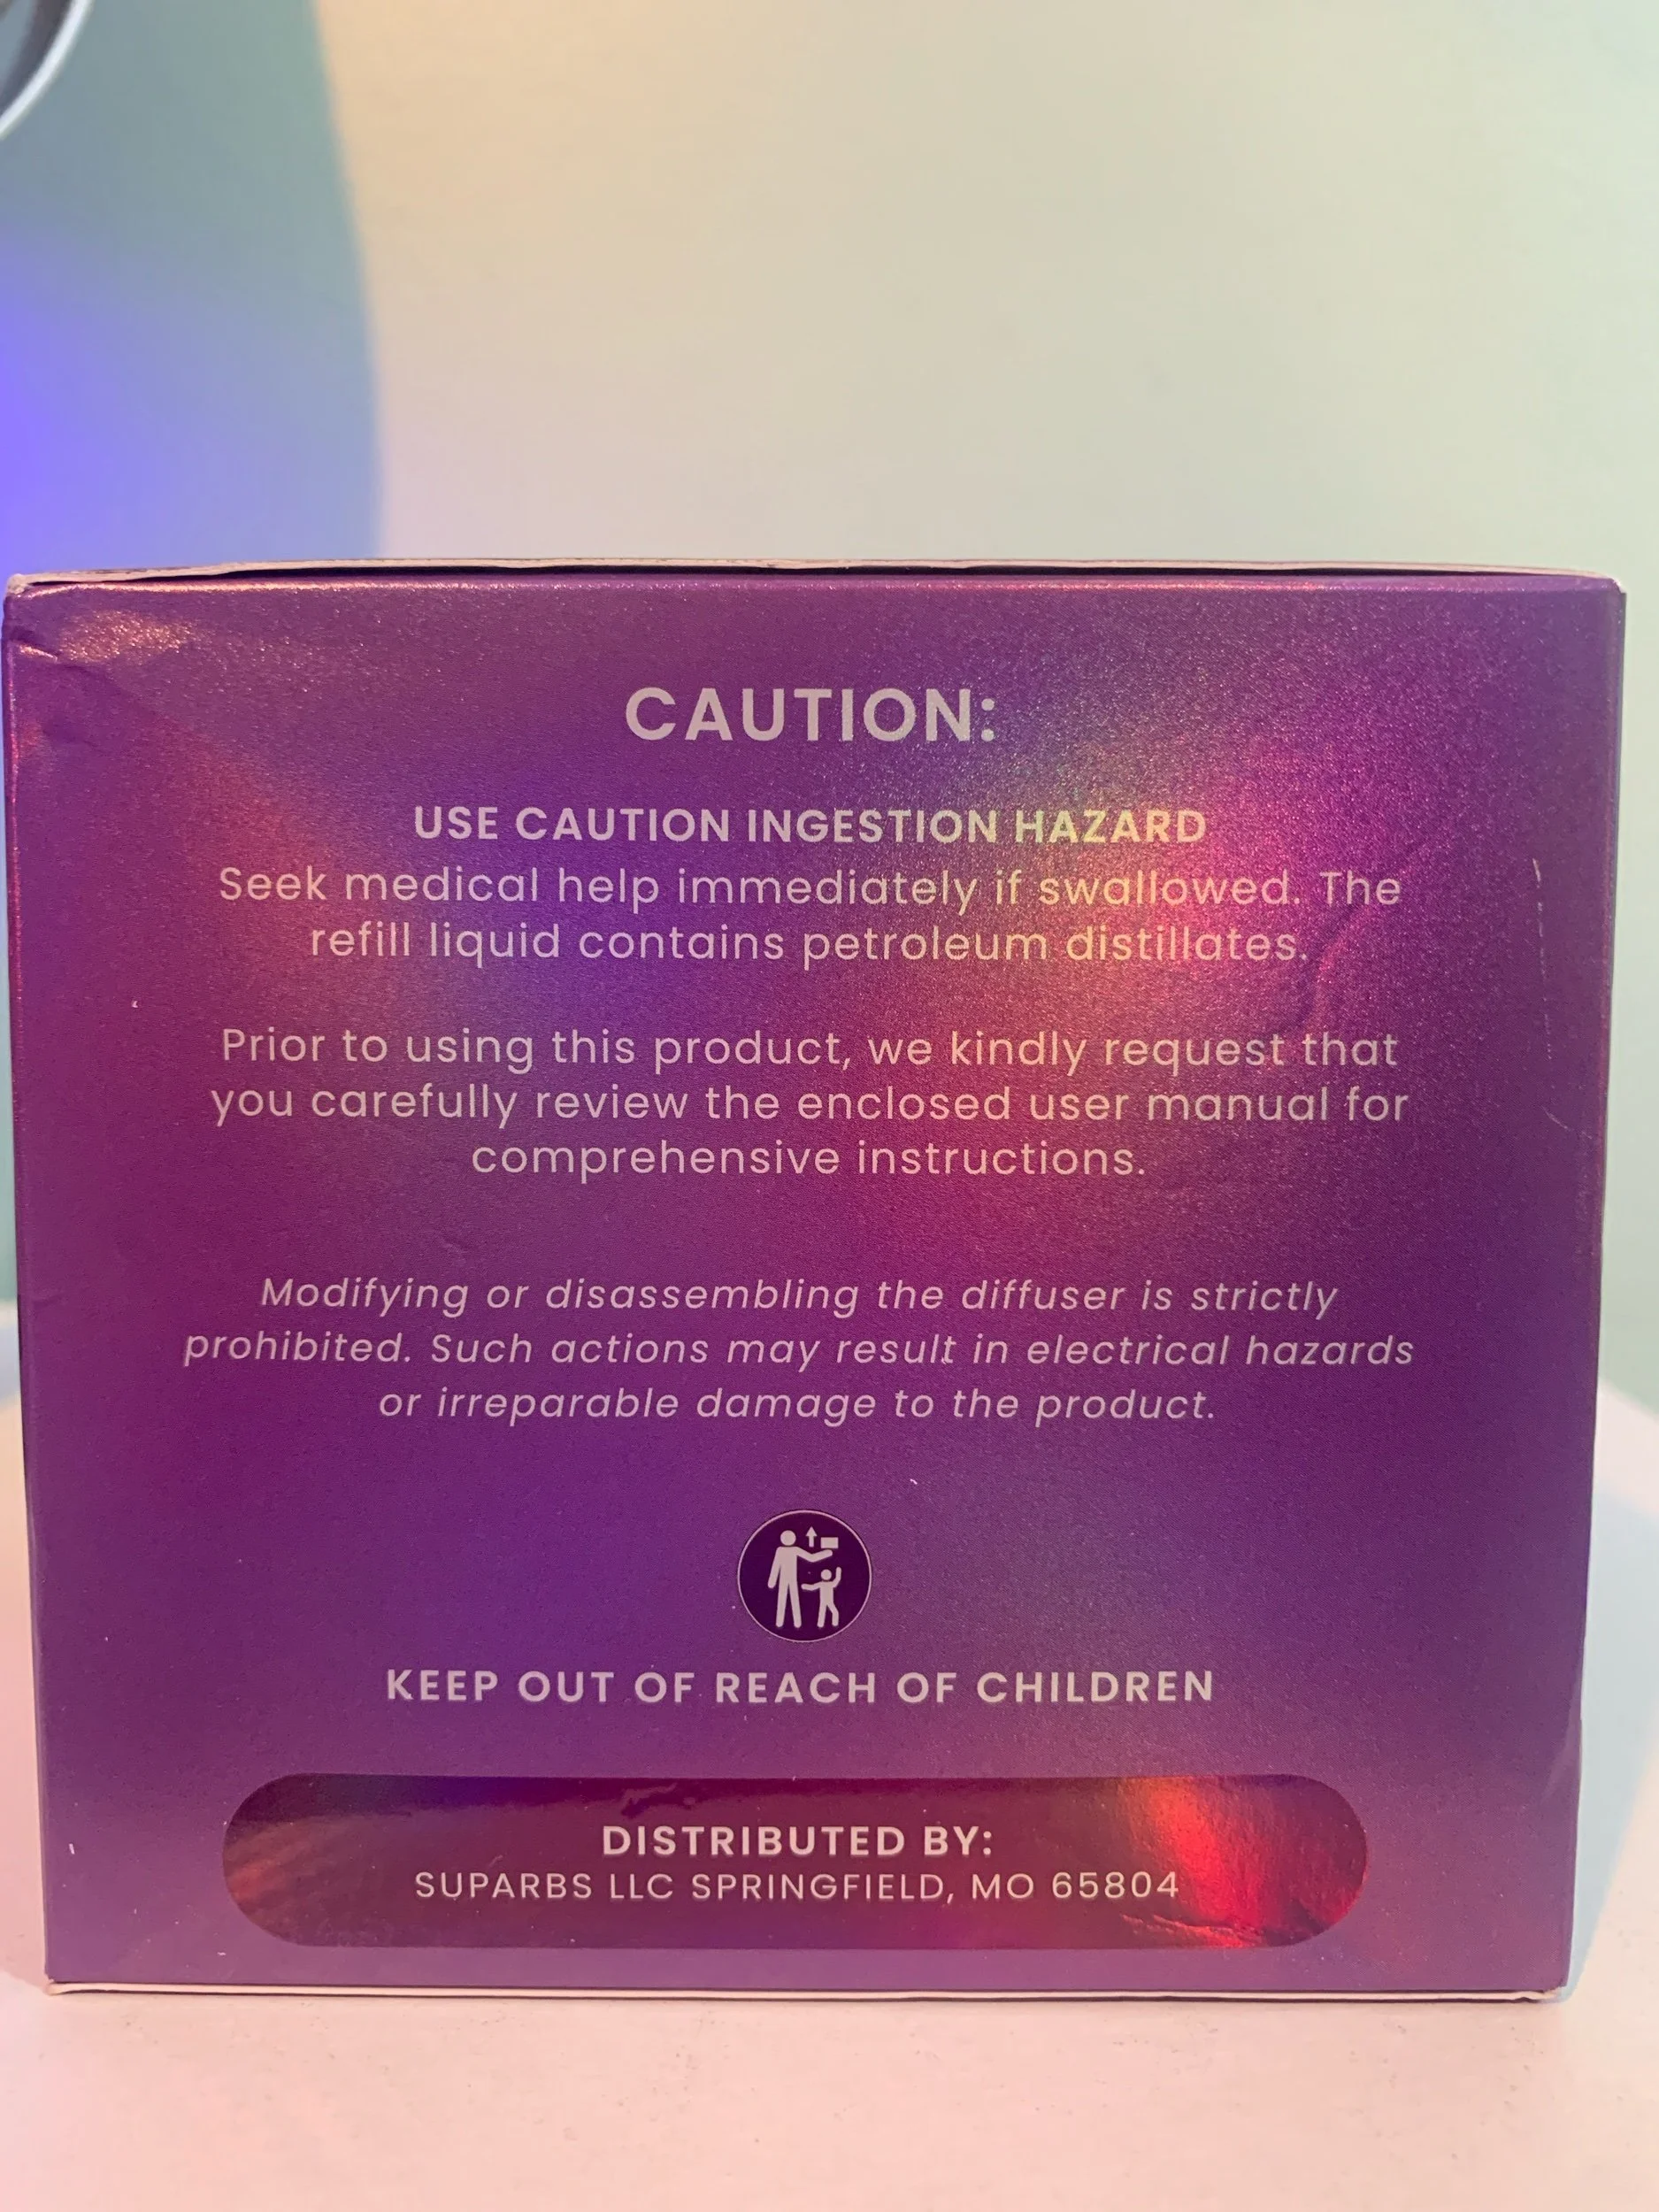 CAUTION:
USE CAUTION INGESTION HAZARD
Seek medical help immediately if swallowed. The
refill liquid contains petroleum distillates.
Prior to using this product, we kindly request that
you carefully review the enclosed user manual for
comprehensive instructions.
Modifying or disassembling the diffuser is strictly
prohibited. Such actions may result in electrical hazards
or irreparable damage to the product.
KEEP OUT OF REACH OF CHILDREN
DISTRIBUTED BY:
SUPARBS LLC SPRINGFIELD, MO 65804